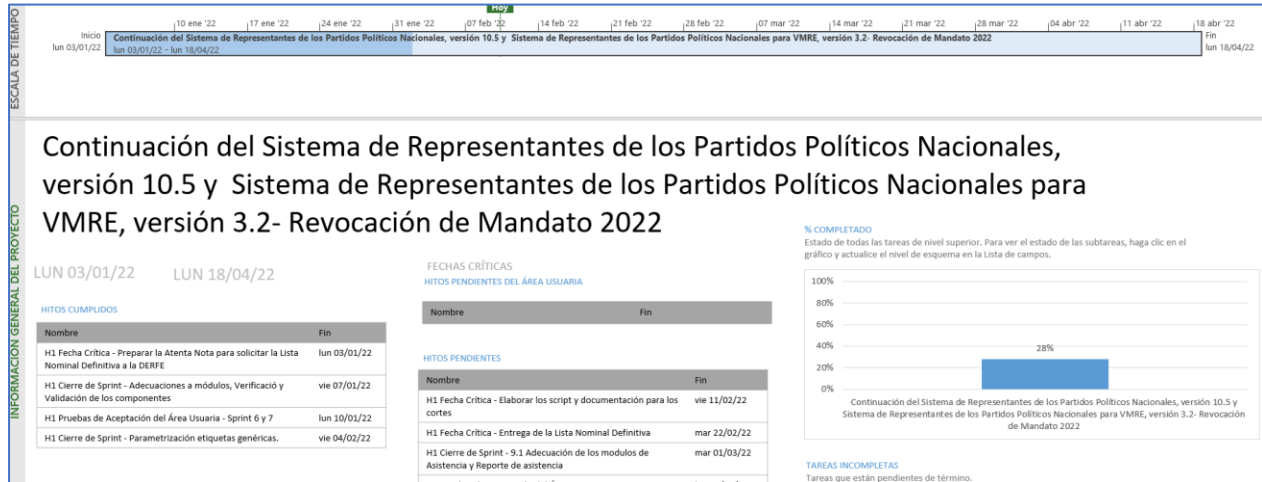 ESCALA DE TIEMPO
Hoy
10 ene '22 17 ene '22 24 ene '22 31 ene '22 07 feb '22 14 feb '22 21 feb '22 28 feb '22 07 mar '22 14 mar '22 21 mar '22 28 mar '22 04 abr '22 11 abr '22 18 abr '22
Inicio
lun 03/01/22
Continuación del Sistema de Representantes de los Partidos Políticos Nacionales, versión 10.5 y Sistema de Representantes de los Partidos Políticos Nacionales para VMRE, versión 3.2- Revocación de Mandato 2022
lun 03/01/22 - lun 18/04/22
Fin
lun 18/04/22
INFORMACIÓN GENERAL DEL PROYECTO
Continuación del Sistema de Representantes de los Partidos Políticos Nacionales,
versión 10.5 y Sistema de Representantes de los Partidos Políticos Nacionales para
VMRE, versión 3.2- Revocación de Mandato 2022
LUN 03/01/22 LUN 18/04/22
HITOS CUMPLIDOS
Nombre Fin
H1 Fecha Crítica - Preparar la Atenta Nota para solicitar la Lista lun 03/01/22
Nominal Definitiva a la DERFE
H1 Cierre de Sprint - Adecuaciones a módulos, Verificació y vie 07/01/22
Validación de los componentes
H1 Pruebas de Aceptación del Área Usuaria - Sprint 6 y 7 lun 10/01/22
H1 Cierre de Sprint - Parametrización etiquetas genéricas. vie 04/02/22
FECHAS CRÍTICAS
HITOS PENDIENTES DEL ÁREA USUARIA
Nombre Fin
HITOS PENDIENTES
Nombre Fin
H1 Fecha Crítica - Elaborar los script y documentación para los vie 11/02/22
cortes
H1 Fecha Crítica - Entrega de la Lista Nominal Definitiva mar 22/02/22
H1 Cierre de Sprint - 9.1 Adecuación de los modulos de mar 01/03/22
Asistencia y Reporte de asistencia
% COMPLETADO
Estado de todas las tareas de nivel superior. Para ver el estado de las subtareas, haga clic en el
gráfico y actualice el nivel de esquema en la Lista de campos.
100%
80%
60%
40%
20%
0%
28%
Continuación del Sistema de Representantes de los Partidos Políticos Nacionales, versión 10.5 y
Sistema de Representantes de los Partidos Políticos Nacionales para VMRE, versión 3.2- Revocación
de Mandato 2022
TAREAS INCOMPLETAS
Tareas que están pendientes de término.